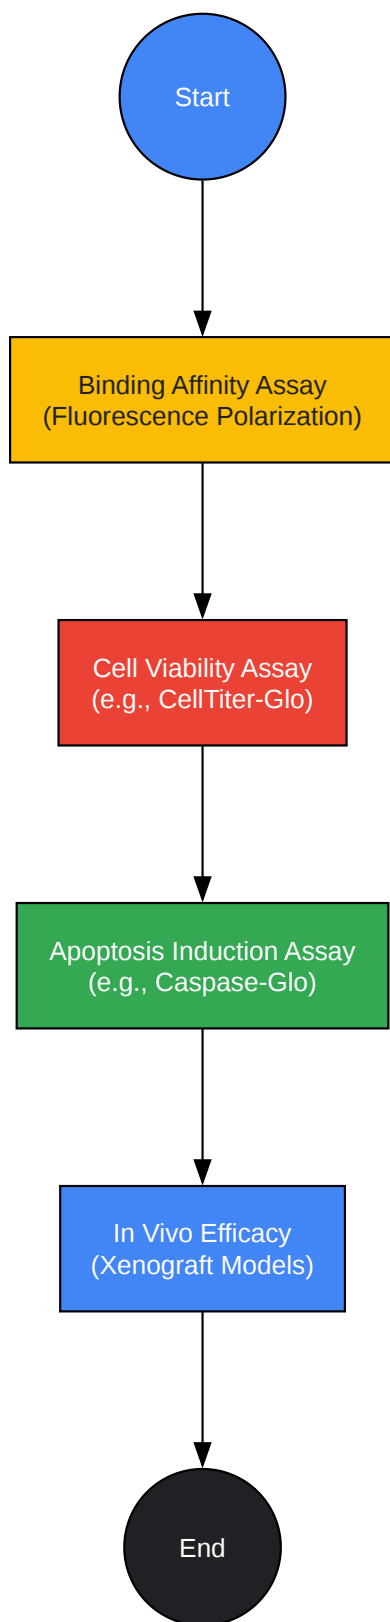 Start
Binding Affinity Assay
(Fluorescence Polarization)
Cell Viability Assay
(e.g., CellTiter-Glo)
Apoptosis Induction Assay
(e.g., Caspase-Glo)
In Vivo Efficacy
(Xenograft Models)
End